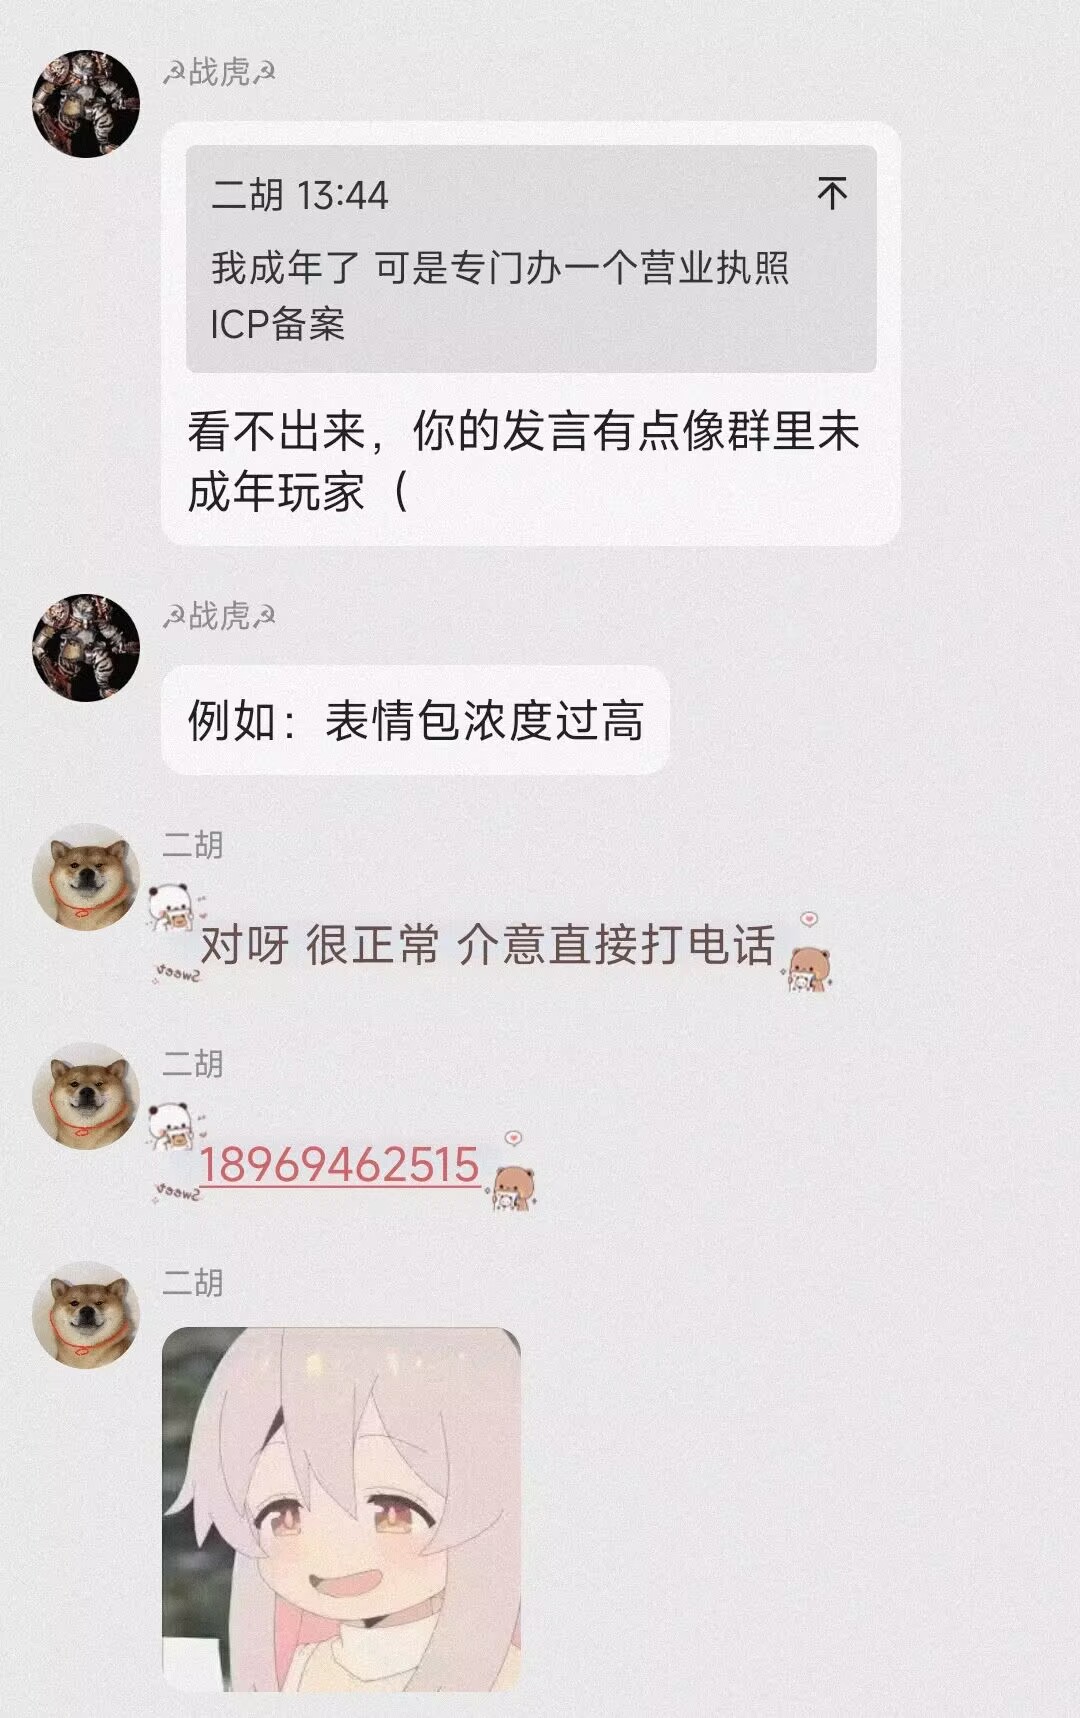 ☭战虎☭
二胡 13:44
我成年了 可是专门办一个营业执照
ICP备案
看不出来，你的发言有点像群里未
成年玩家（
☭战虎☭
例如：表情包浓度过高
二胡
对呀 很正常 介意直接打电话
Sweet
二胡
18969462515
Sweet
二胡